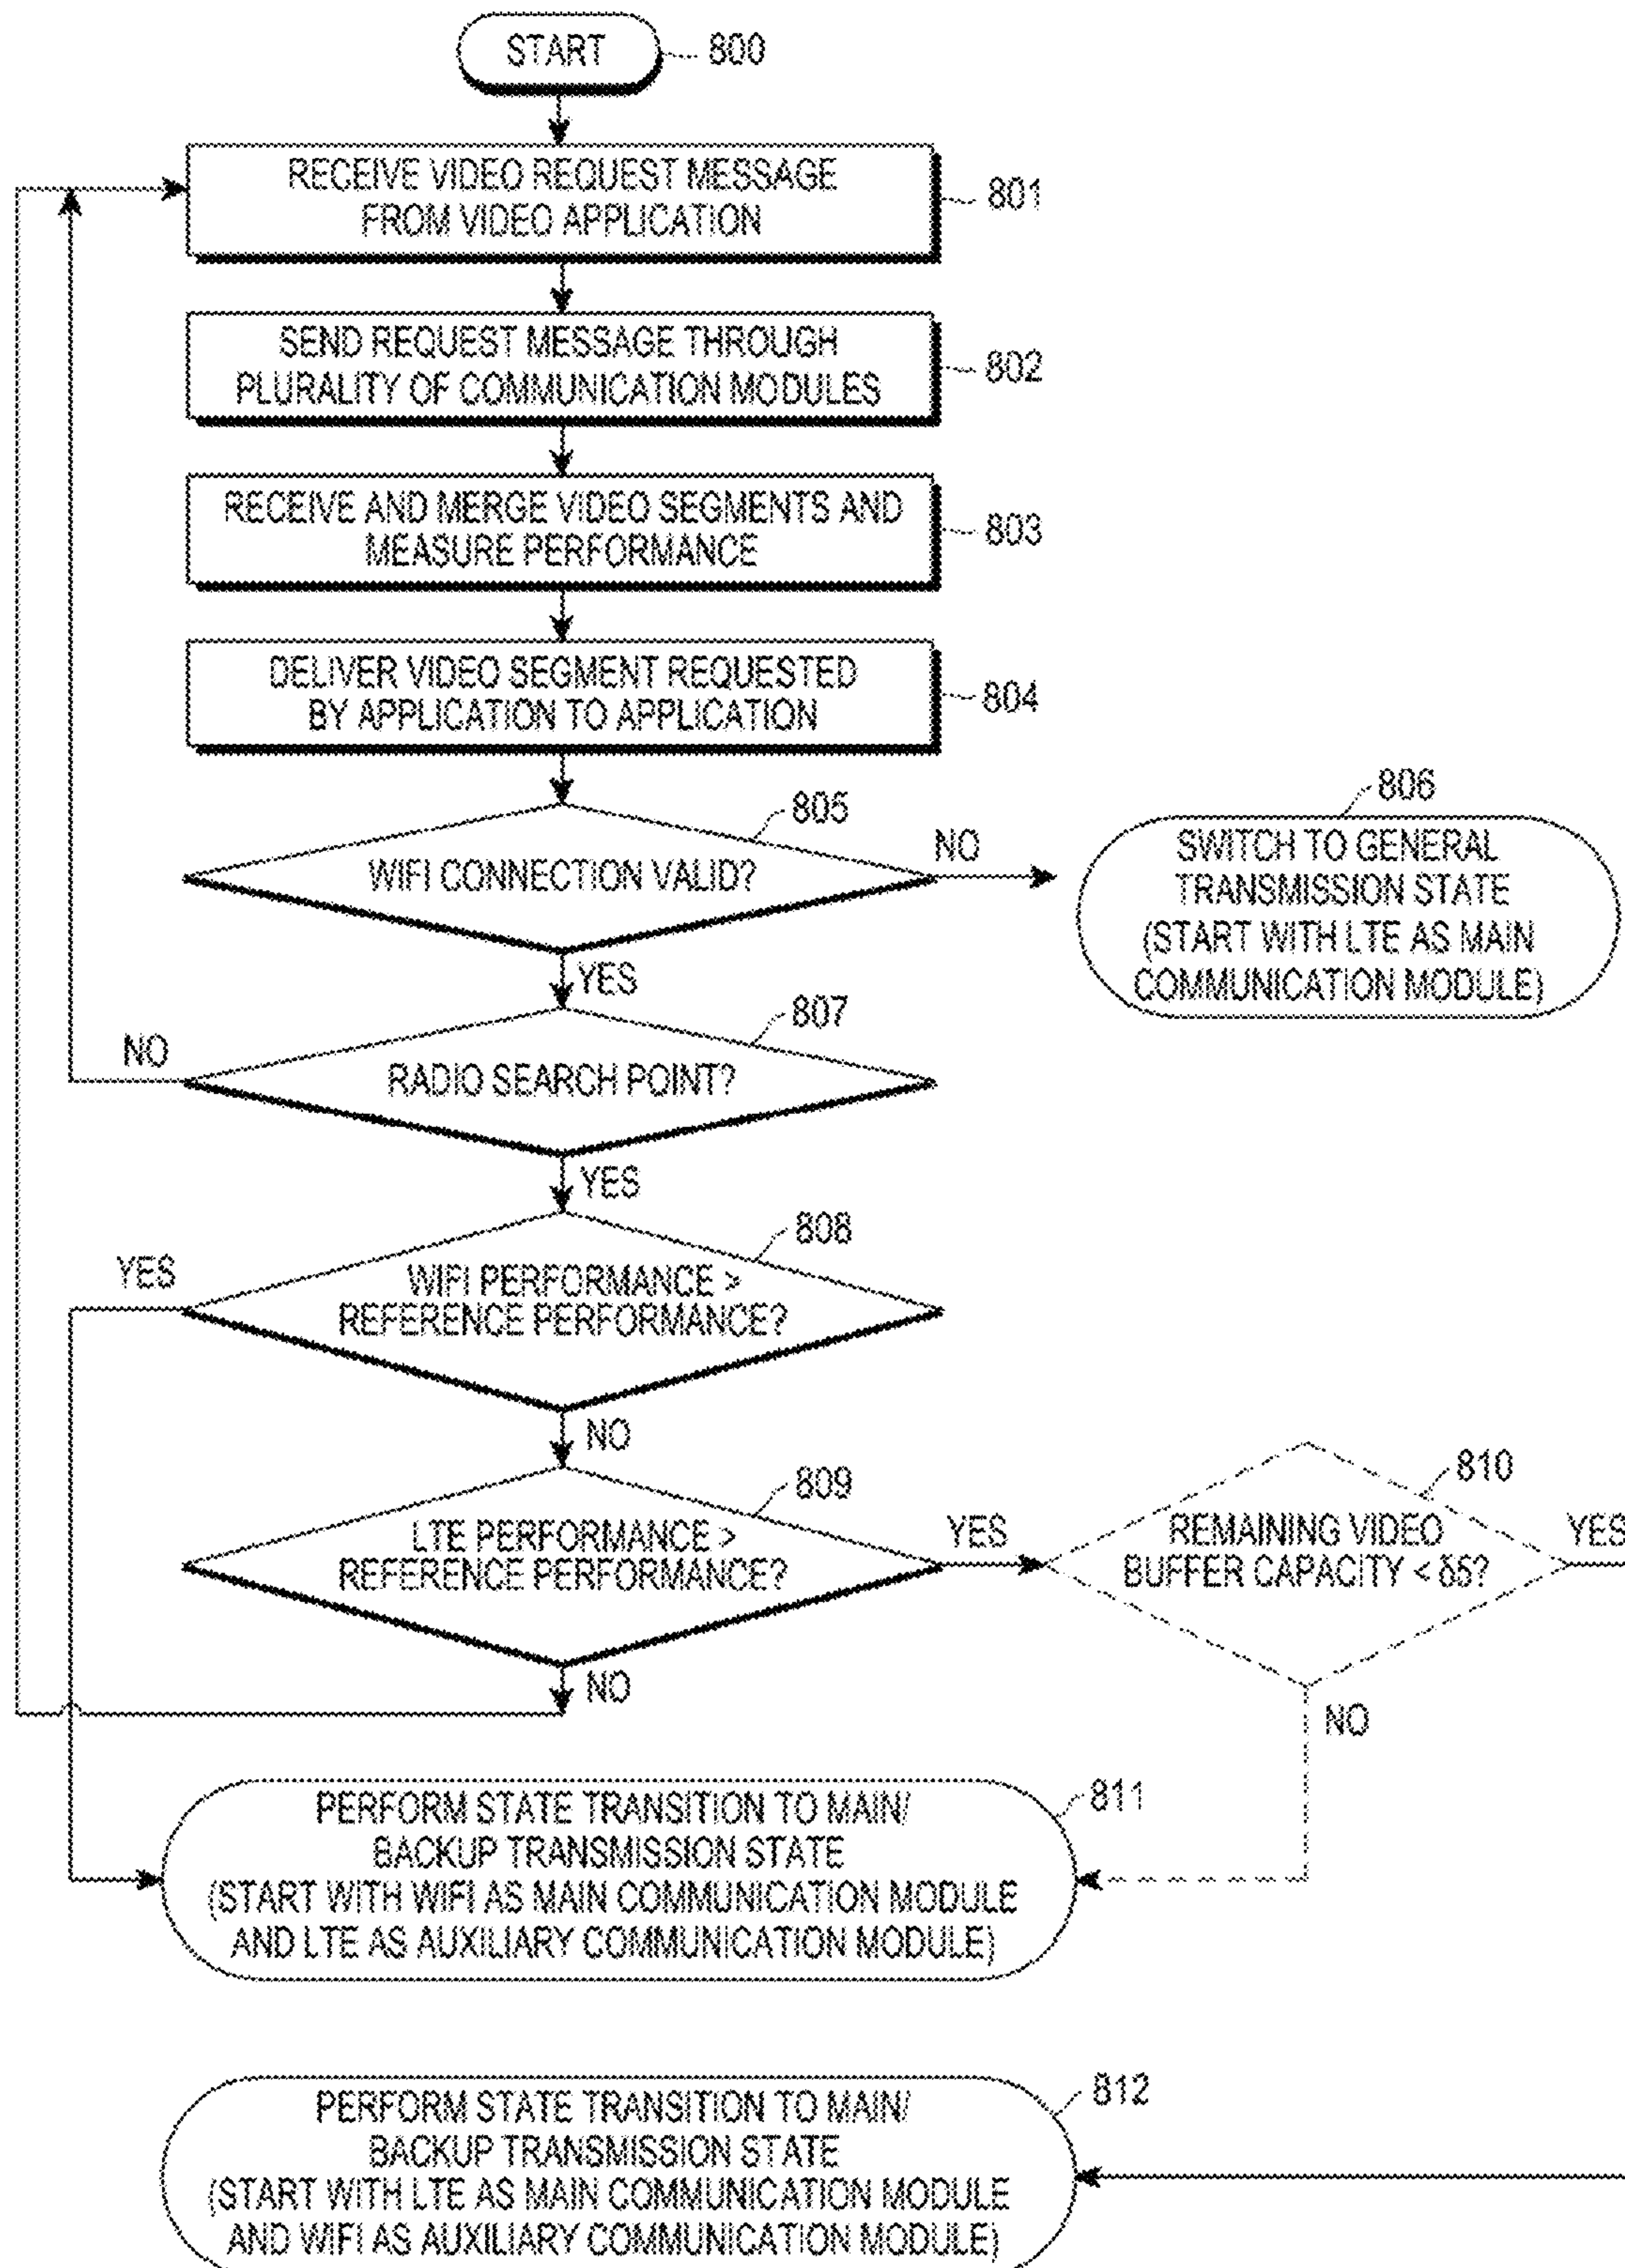 START
800
RECEIVE VIDEO REQUEST MESSAGE
FROM VIDEO APPLICATION
801
SEND REQUEST MESSAGE THROUGH
PLURALITY OF COMMUNICATION MODULES
802
RECEIVE AND MERGE VIDEO SEGMENTS AND
MEASURE PERFORMANCE
803
DELIVER VIDEO SEGMENT REQUESTED
BY APPLICATION TO APPLICATION
804
805
WIFI CONNECTION VALID?
NO
806
SWITCH TO GENERAL
TRANSMISSION STATE
(START WITH LTE AS MAIN
COMMUNICATION MODULE)
YES
807
NO
RADIO SEARCH POINT?
YES
808
YES
WIFI PERFORMANCE >
REFERENCE PERFORMANCE?
NO
809
LTE PERFORMANCE >
REFERENCE PERFORMANCE?
YES
810
REMAINING VIDEO
BUFFER CAPACITY < δδ?
YES
NO
NO
811
PERFORM STATE TRANSITION TO MAIN/
BACKUP TRANSMISSION STATE
(START WITH WIFI AS MAIN COMMUNICATION MODULE
AND LTE AS AUXILIARY COMMUNICATION MODULE)
812
PERFORM STATE TRANSITION TO MAIN/
BACKUP TRANSMISSION STATE
(START WITH LTE AS MAIN COMMUNICATION MODULE
AND WIFI AS AUXILIARY COMMUNICATION MODULE)